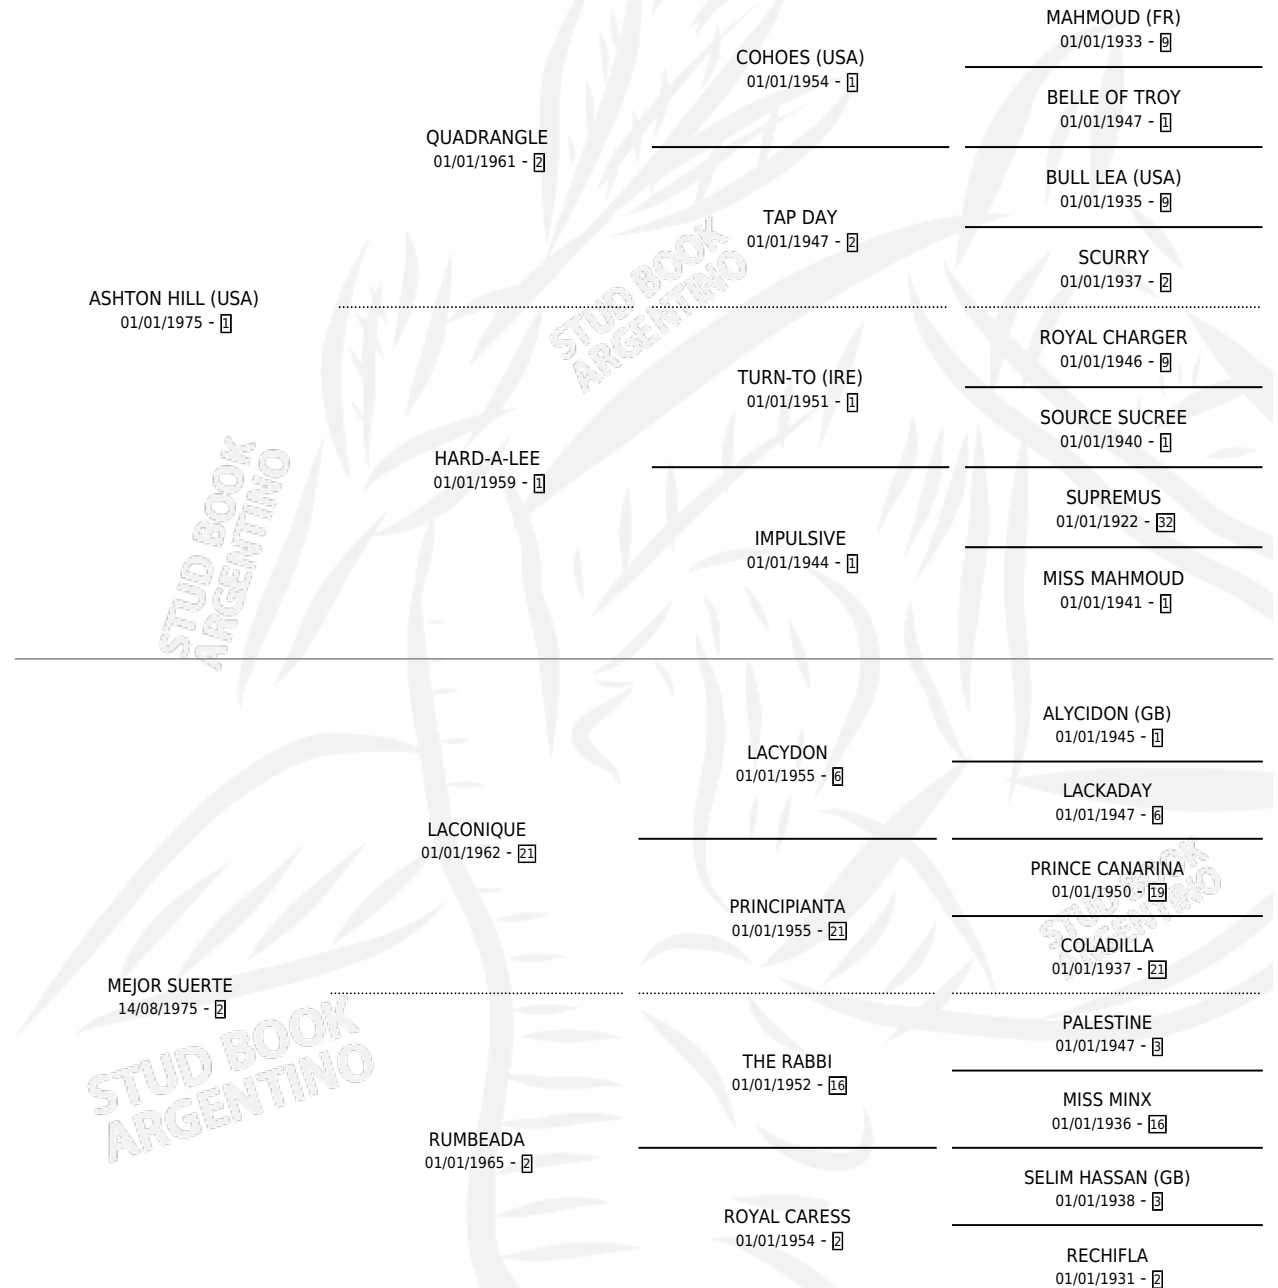 MAHMOUD (FR)
01/01/1933 - 9
COHOES (USA)
01/01/1954 - 1
BELLE OF TROY
01/01/1947 - 1
QUADRANGLE
01/01/1961 - 2
BULL LEA (USA)
01/01/1935 - 9
TAP DAY
01/01/1947 - 2
SCURRY
01/01/1937 - 2
ASHTON HILL (USA)
01/01/1975 - 1
STUD BOOK
ARGENTINO
ROYAL CHARGER
01/01/1946 - 9
TURN-TO (IRE)
01/01/1951 - 1
SOURCE SUCREE
01/01/1940 - 1
HARD-A-LEE
01/01/1959 - 1
SUPREMUS
01/01/1922 - 32
IMPULSIVE
01/01/1944 - 1
MISS MAHMOUD
01/01/1941 - 1
STUD BOOK
ARGENTINO
ALYCIDON (GB)
01/01/1945 - 1
LACYDON
01/01/1955 - 6
LACKADAY
01/01/1947 - 6
LACONIQUE
01/01/1962 - 21
PRINCE CANARINA
01/01/1950 - 19
PRINCIPIANTA
01/01/1955 - 21
COLADILLA
01/01/1937 - 21
STUD BOOK
ARGENTINO
MEJOR SUERTE
14/08/1975 - 2
STUD BOOK
ARGENTINO
PALESTINE
01/01/1947 - 3
THE RABBI
01/01/1952 - 16
MISS MINX
01/01/1936 - 16
RUMBEADA
01/01/1965 - 2
SELIM HASSAN (GB)
01/01/1938 - 3
ROYAL CARESS
01/01/1954 - 2
RECHIFLA
01/01/1931 - 2